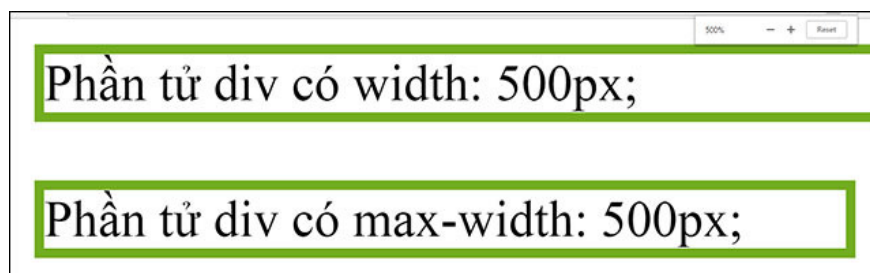 500% − + Reset
Phần tử div có width: 500px;
Phần tử div có max-width: 500px;